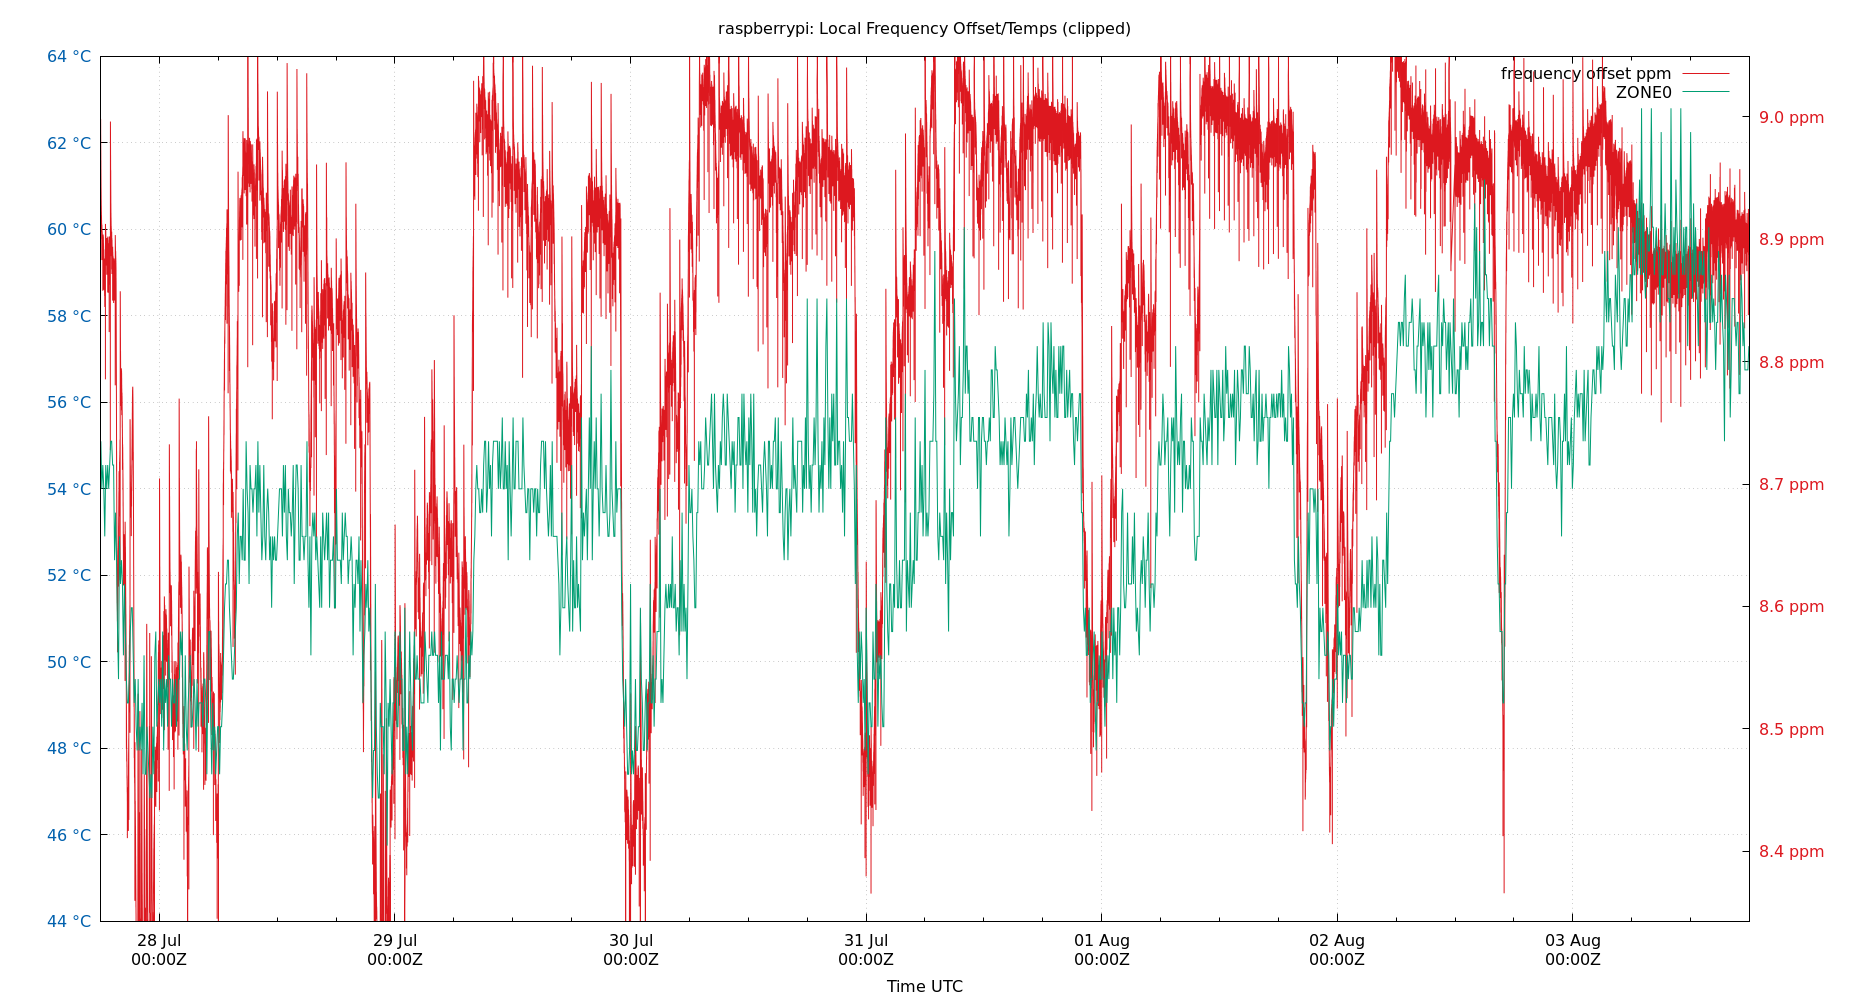 raspberrypi: Local Frequency Offset/Temps (clipped)
frequency offset ppm
ZONE0
64 °C
62 °C
60 °C
58 °C
56 °C
54 °C
52 °C
50 °C
48 °C
46 °C
44 °C
9.0 ppm
8.9 ppm
8.8 ppm
8.7 ppm
8.6 ppm
8.5 ppm
8.4 ppm
28 Jul
00:00Z
29 Jul
00:00Z
30 Jul
00:00Z
31 Jul
00:00Z
01 Aug
00:00Z
02 Aug
00:00Z
03 Aug
00:00Z
Time UTC